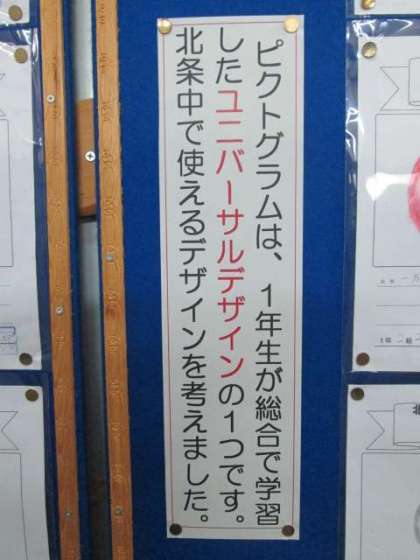 ピクトグラムは、1年生が総合で学習
したユニバーサルデザインの1つです。
北条中で使えるデザインを考えました。
北